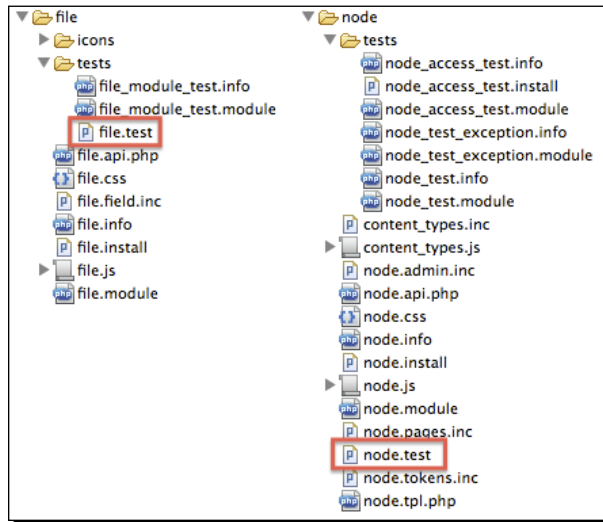 file
icons
tests
file_module_test.info
file_module_test.module
file.test
file.api.php
file.css
file.field.inc
file.info
file.install
file.js
file.module
node
tests
node_access_test.info
node_access_test.install
node_access_test.module
node_test_exception.info
node_test_exception.module
node_test.info
node_test.module
content_types.inc
content_types.js
node.admin.inc
node.api.php
node.css
node.info
node.install
node.js
node.module
node.pages.inc
node.test
node.tokens.inc
node.tpl.php